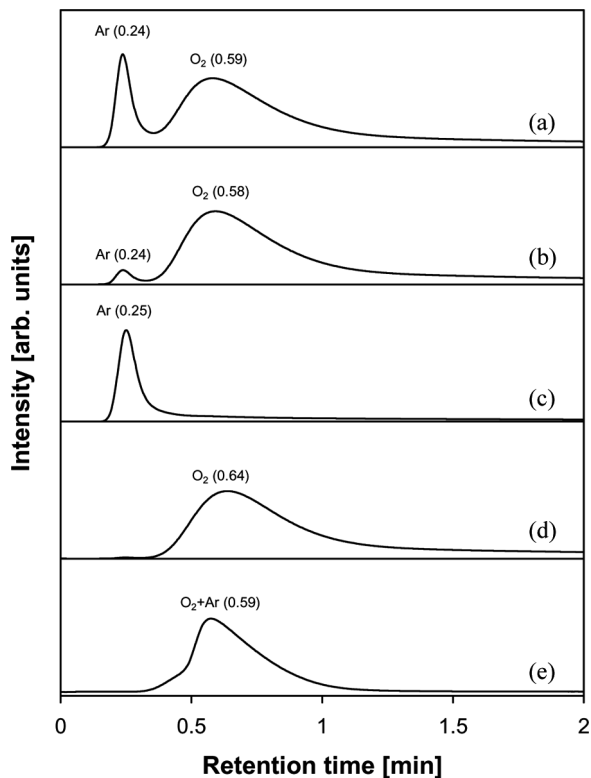 Ar (0.24)
O₂ (0.59)
(a)
O₂ (0.58)
Ar (0.24)
(b)
Ar (0.25)
(c)
O₂ (0.64)
(d)
O₂+Ar (0.59)
(e)
Intensity [arb. units]
0 0.5 1 1.5 2
Retention time [min]